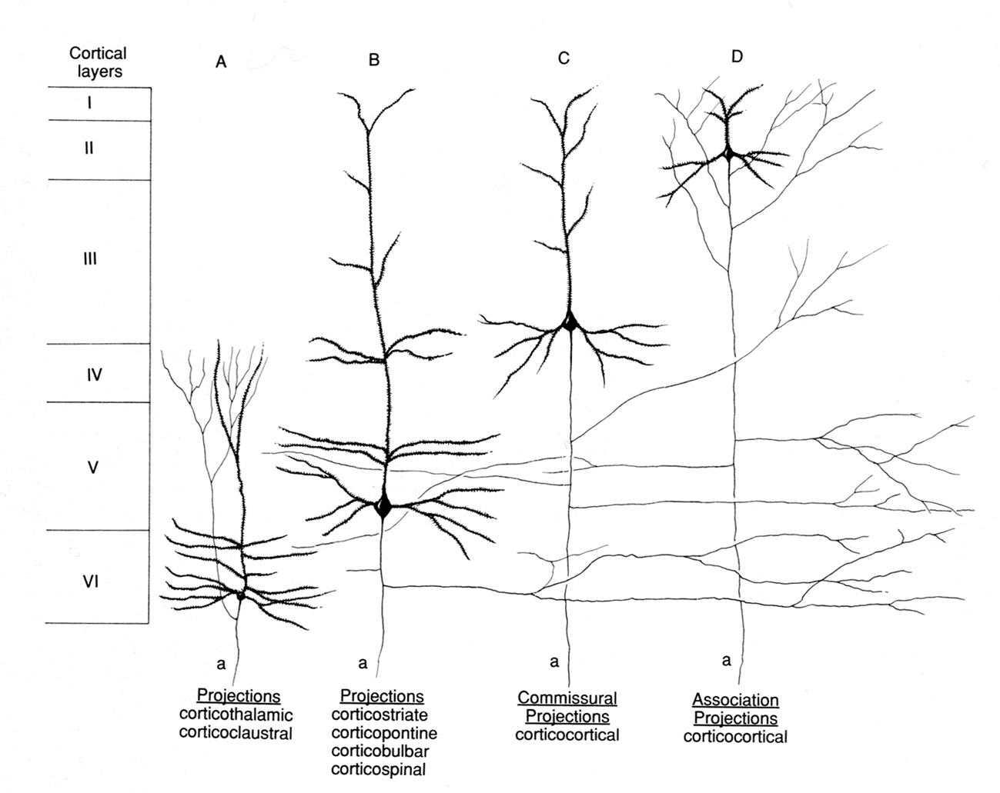 Cortical
layers
A
B
C
D
I
II
III
IV
V
VI
a
a
a
a
Projections
corticothalamic
corticoclaustral
Projections
corticostriate
corticopontine
corticobulbar
corticospinal
Commissural
Projections
corticocortical
Association
Projections
corticocortical